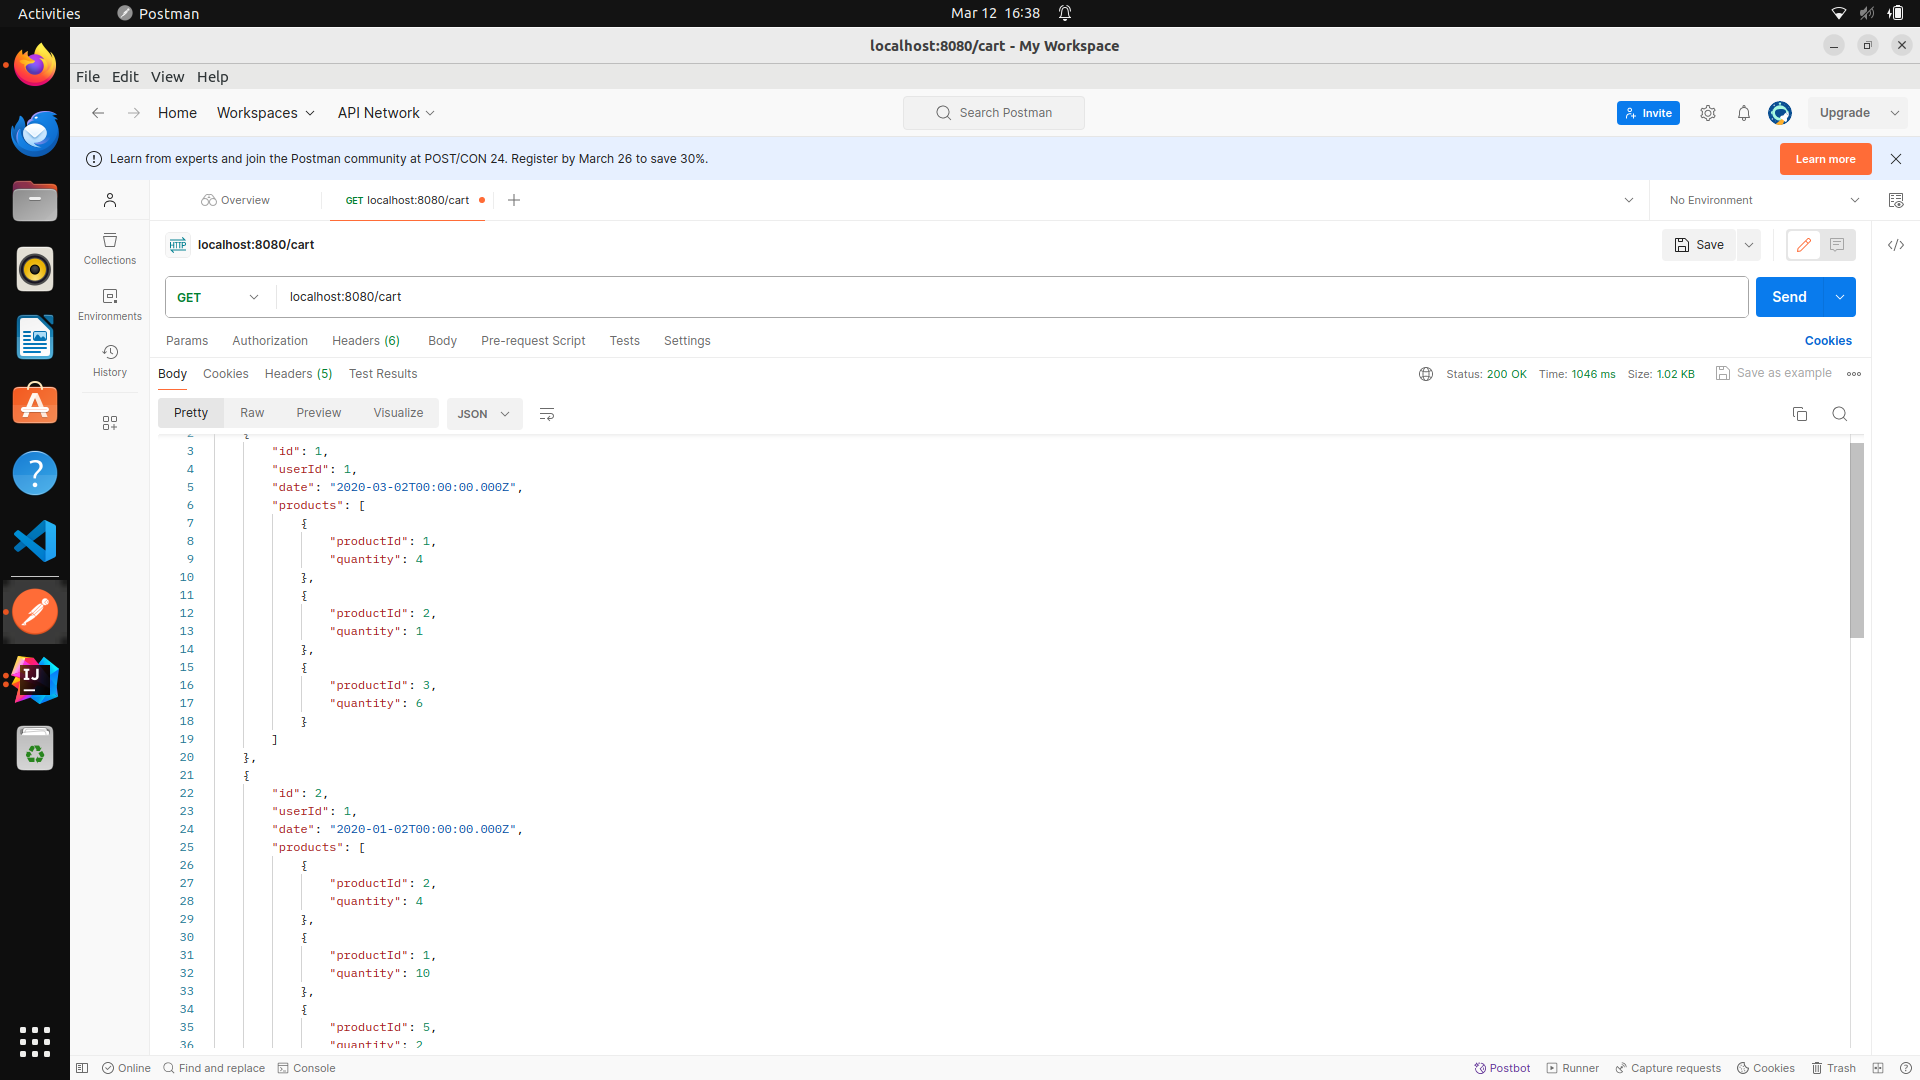 Activities Postman Mar 12 16:38
localhost:8080/cart - My Workspace
File Edit View Help
Home Workspaces API Network Search Postman Invite Upgrade
Learn from experts and join the Postman community at POST/CON 24. Register by March 26 to save 30%. Learn more
Overview GET localhost:8080/cart No Environment
HTTP localhost:8080/cart Save
Collections
Environments
History
GET localhost:8080/cart Send
Params Authorization Headers (6) Body Pre-request Script Tests Settings Cookies
Body Cookies Headers (5) Test Results Status: 200 OK Time: 1046 ms Size: 1.02 KB Save as example
Pretty Raw Preview Visualize JSON
2 {
3 "id": 1,
4 "userId": 1,
5 "date": "2020-03-02T00:00:00.000Z",
6 "products": [
7 {
8 "productId": 1,
9 "quantity": 4
10 },
11 {
12 "productId": 2,
13 "quantity": 1
14 },
15 {
16 "productId": 3,
17 "quantity": 6
18 }
19 ]
20 },
21 {
22 "id": 2,
23 "userId": 1,
24 "date": "2020-01-02T00:00:00.000Z",
25 "products": [
26 {
27 "productId": 2,
28 "quantity": 4
29 },
30 {
31 "productId": 1,
32 "quantity": 10
33 },
34 {
35 "productId": 5,
36 "quantity": 2
IJ
Online Find and replace Console Postbot Runner Capture requests Cookies Trash